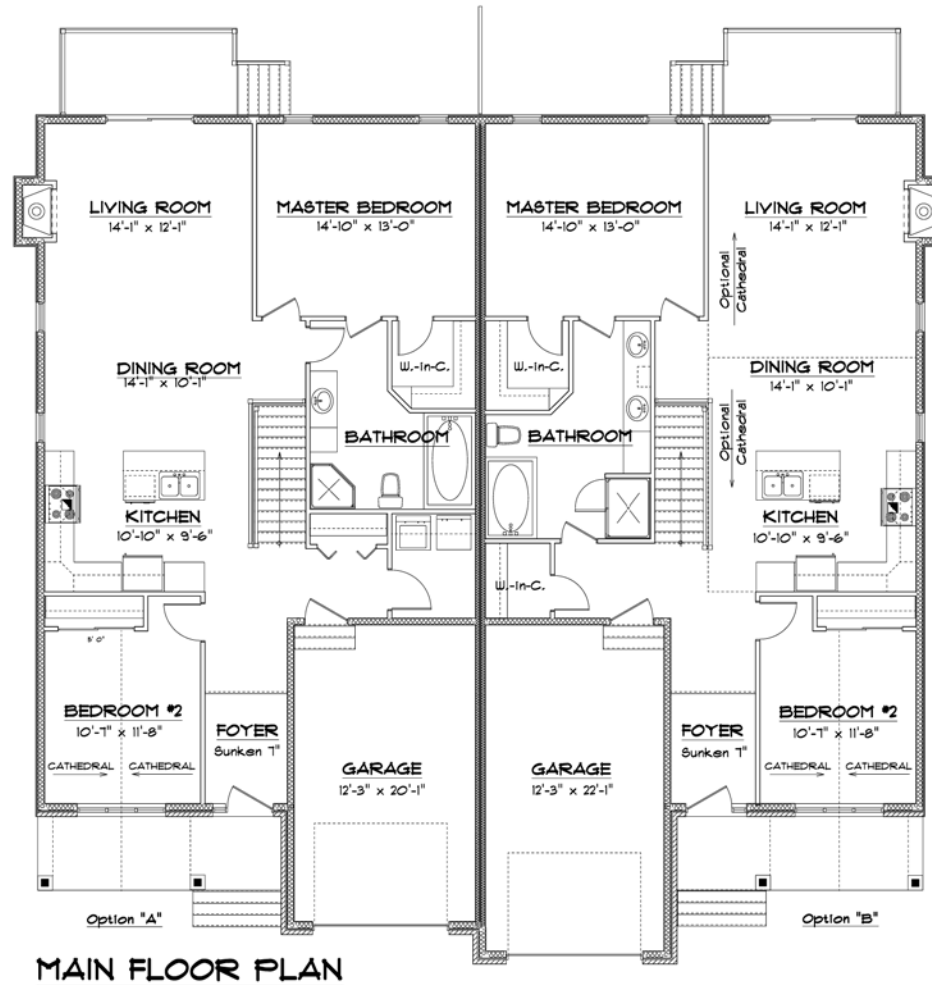 LIVING ROOM
14'-1" x 12'-1"
MASTER BEDROOM
14'-10" x 13'-0"
MASTER BEDROOM
14'-10" x 13'-0"
LIVING ROOM
14'-1" x 12'-1"
Optional
Cathedral
W.-in-C.
W.-in-C.
DINING ROOM
14'-1" x 10'-1"
DINING ROOM
14'-1" x 10'-1"
Optional
Cathedral
BATHROOM
BATHROOM
KITCHEN
10'-10" x 9'-6"
KITCHEN
10'-10" x 9'-6"
W.-in-C.
5' 0"
BEDROOM #2
10'-7" x 11'-8"
CATHEDRAL
CATHEDRAL
FOYER
Sunken 7"
GARAGE
12'-3" x 20'-1"
GARAGE
12'-3" x 22'-1"
FOYER
Sunken 7"
BEDROOM #2
10'-7" x 11'-8"
CATHEDRAL
CATHEDRAL
Option "A"
Option "B"
MAIN FLOOR PLAN